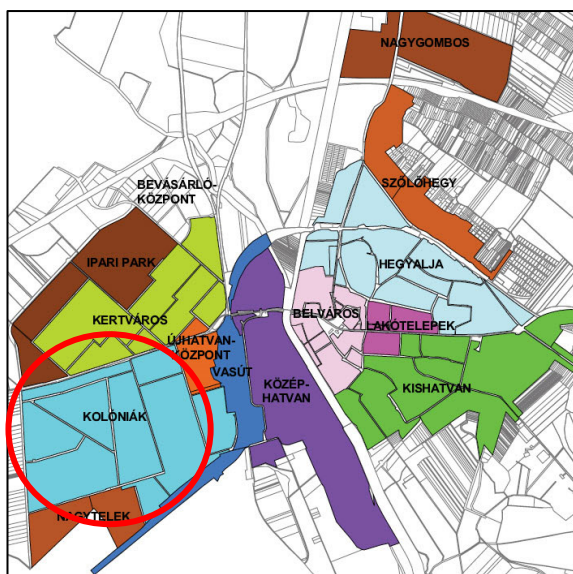 NAGYGOMBOS
SZŐLŐHEGY
BEVÁSÁRLÓ-
KÖZPONT
IPARI PARK
HEGYALJA
KERTVÁROS
BELVÁROS
LAKÓTELEPEK
ÚJHATVAN-
KÖZPONT
VASÚT
KÖZÉP-
HATVAN
KISHATVAN
KOLÓNIÁK
NAGYTELEK